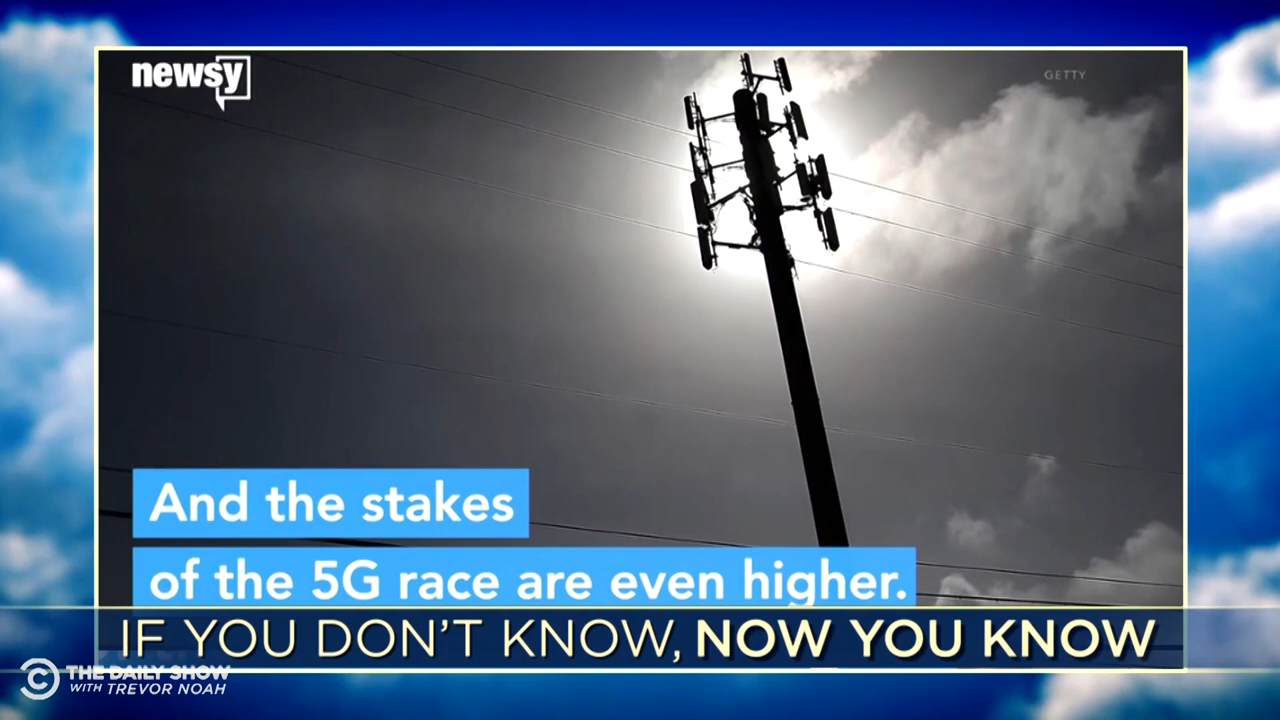 newsy
GETTY
And the stakes
of the 5G race are even higher.
IF YOU DON'T KNOW, NOW YOU KNOW
THE DAILY SHOW
WITH TREVOR NOAH